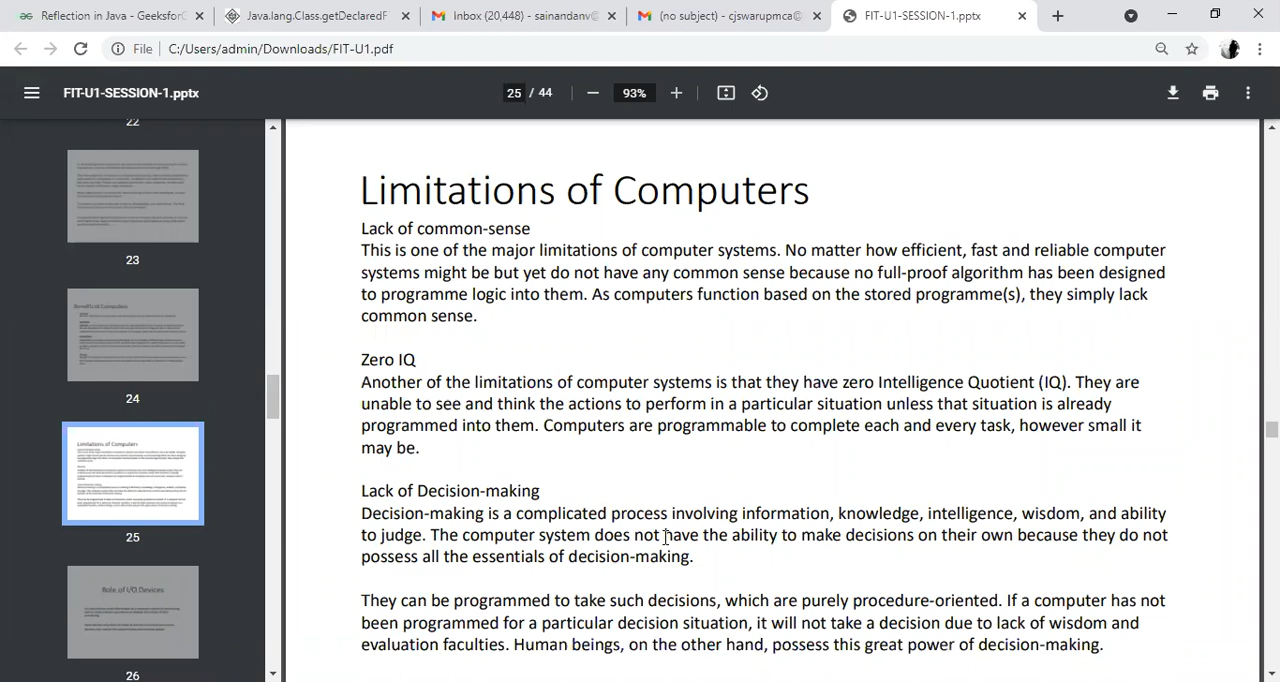 Reflection in Java - GeeksforG
Java.lang.Class.getDeclaredF
Inbox (20,448) - sainandanv@
(no subject) - cjswarupmca@
FIT-U1-SESSION-1.pptx
File
C:/Users/admin/Downloads/FIT-U1.pdf
FIT-U1-SESSION-1.pptx
25 / 44
93%
22
23
Benefits of Computers
24
Limitations of Computers
25
Role of I/O Devices
26
Limitations of Computers
Lack of common-sense
This is one of the major limitations of computer systems. No matter how efficient, fast and reliable computer
systems might be but yet do not have any common sense because no full-proof algorithm has been designed
to programme logic into them. As computers function based on the stored programme(s), they simply lack
common sense.
Zero IQ
Another of the limitations of computer systems is that they have zero Intelligence Quotient (IQ). They are
unable to see and think the actions to perform in a particular situation unless that situation is already
programmed into them. Computers are programmable to complete each and every task, however small it
may be.
Lack of Decision-making
Decision-making is a complicated process involving information, knowledge, intelligence, wisdom, and ability
to judge. The computer system does not have the ability to make decisions on their own because they do not
possess all the essentials of decision-making.
They can be programmed to take such decisions, which are purely procedure-oriented. If a computer has not
been programmed for a particular decision situation, it will not take a decision due to lack of wisdom and
evaluation faculties. Human beings, on the other hand, possess this great power of decision-making.